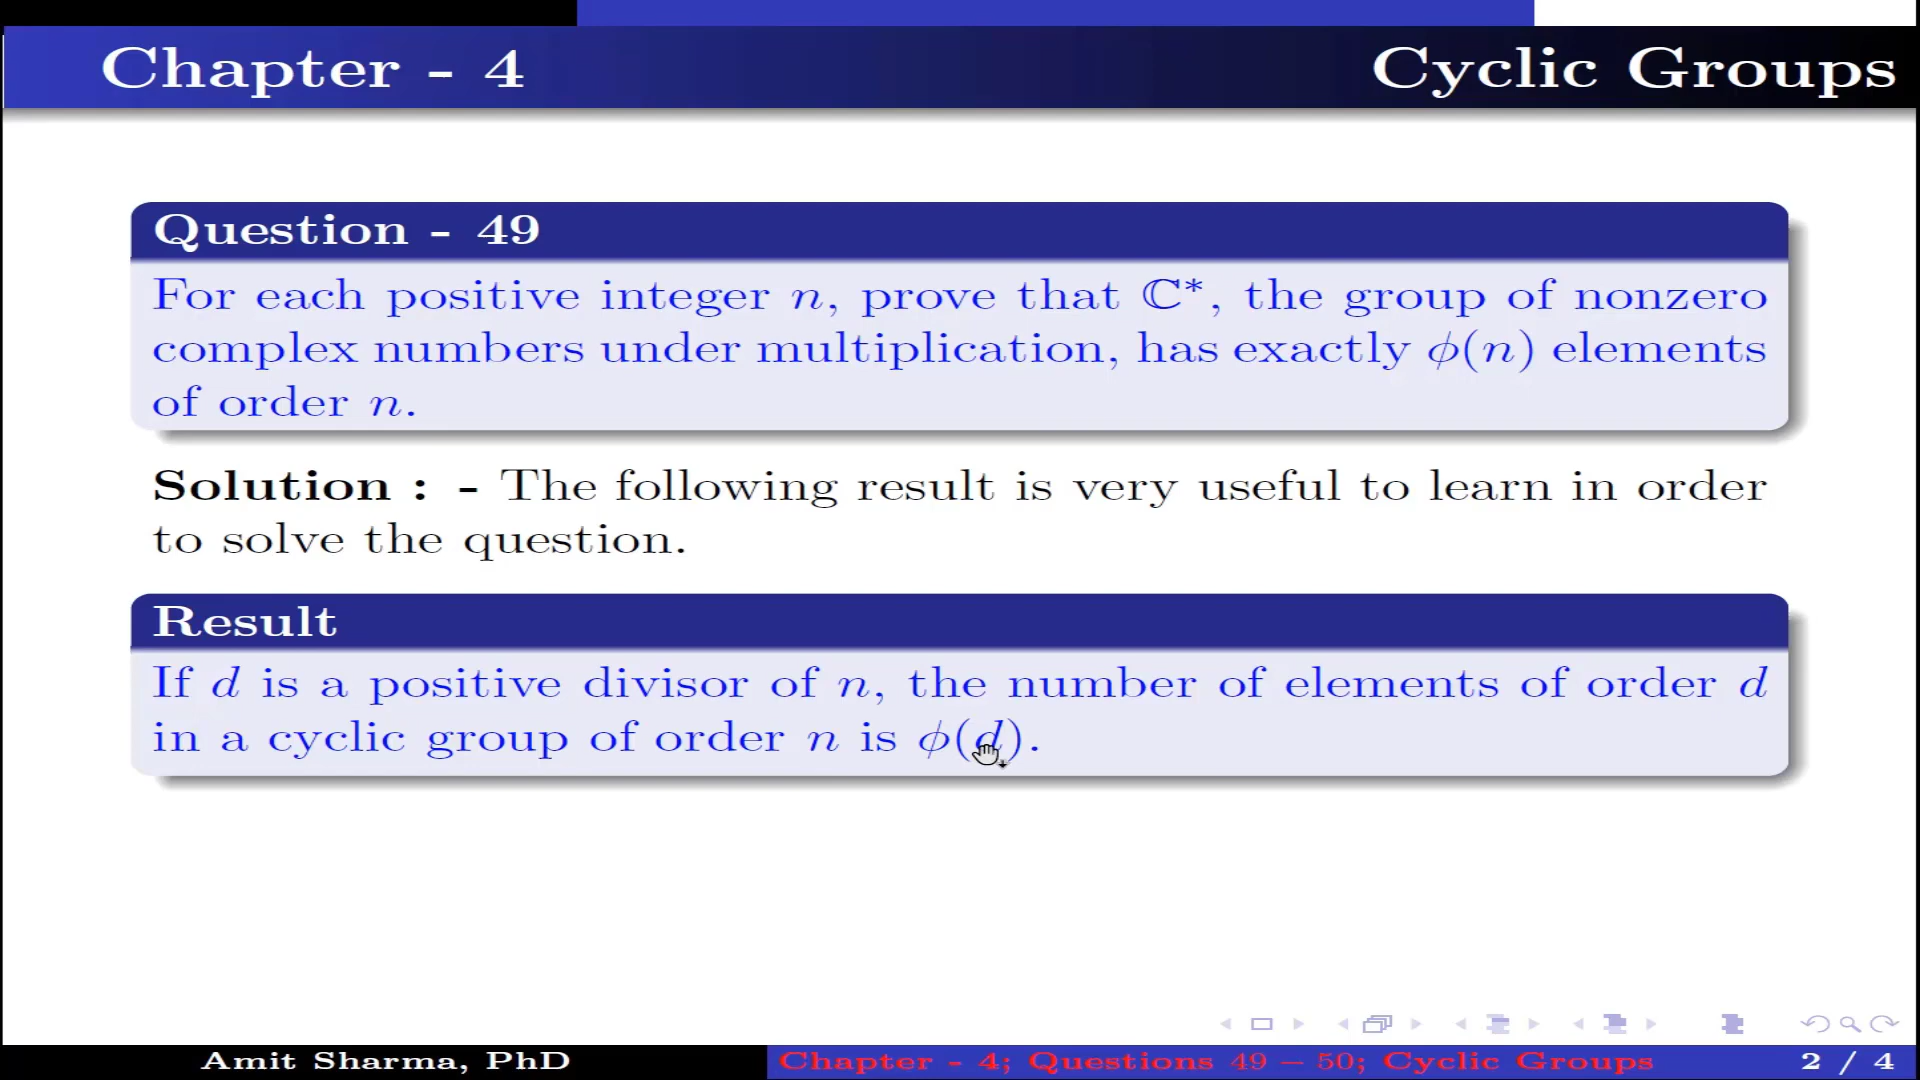 Chapter - 4 Cyclic Groups
Question - 49
For each positive integer n, prove that ℂ*, the group of nonzero
complex numbers under multiplication, has exactly ϕ(n) elements
of order n.
Solution : - The following result is very useful to learn in order
to solve the question.
Result
If d is a positive divisor of n, the number of elements of order d
in a cyclic group of order n is ϕ(d).
Amit Sharma, PhD Chapter - 4; Questions 49 – 50; Cyclic Groups 2 / 4